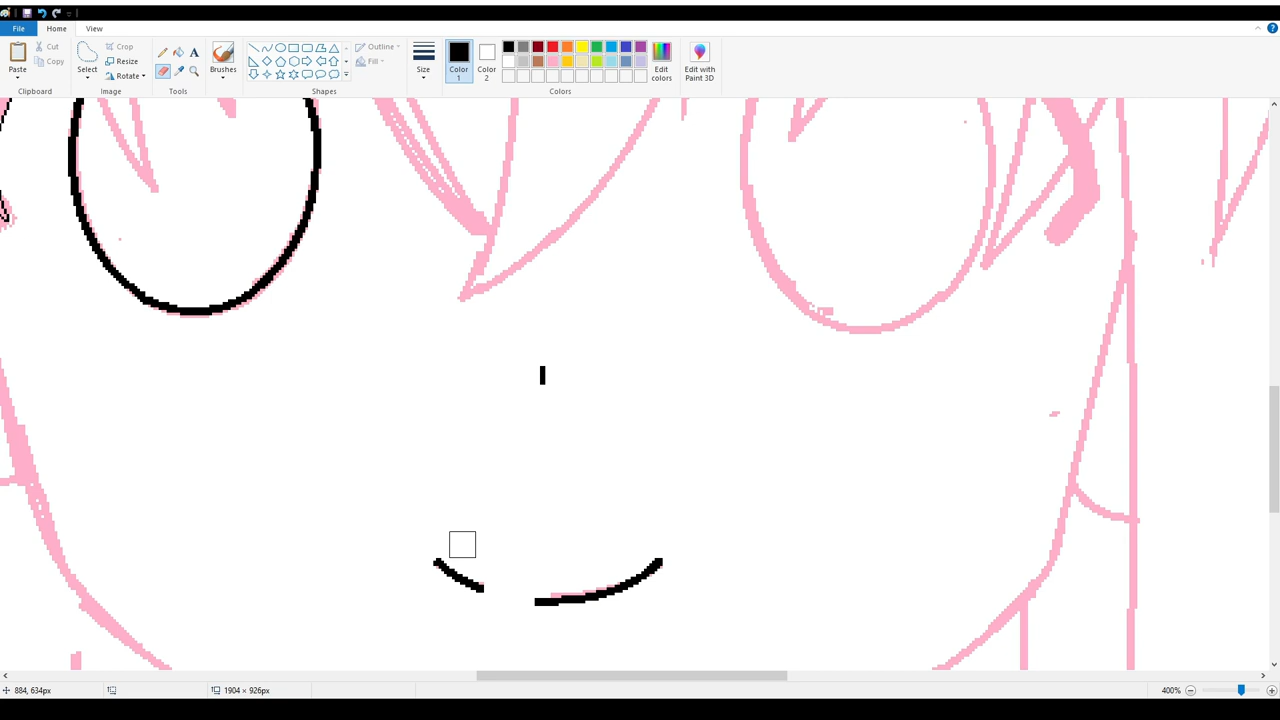 File Home View
Cut
Copy
Paste
Clipboard
Crop
Resize
Rotate
Select
Image
A
Tools
Brushes
Outline
Fill
Shapes
Size
Color
1
Color
2
Edit
colors
Colors
Edit with
Paint 3D
884, 634px
1904 × 926px
400%